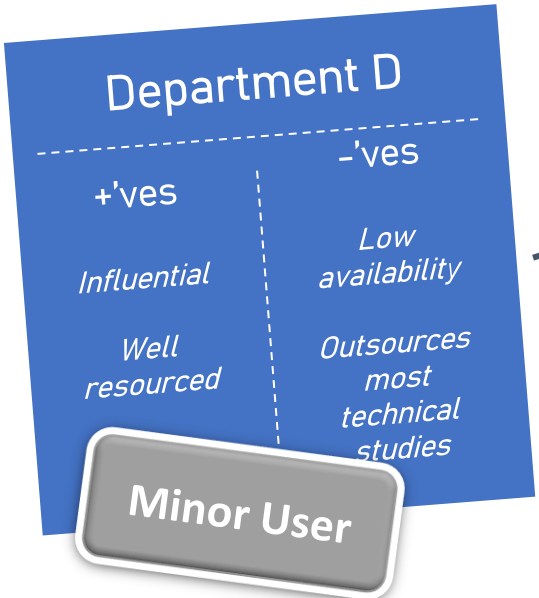 Department D
+'ves
Influential
Well
resourced
–'ves
Low
availability
Outsources
most
technical
studies
Minor User